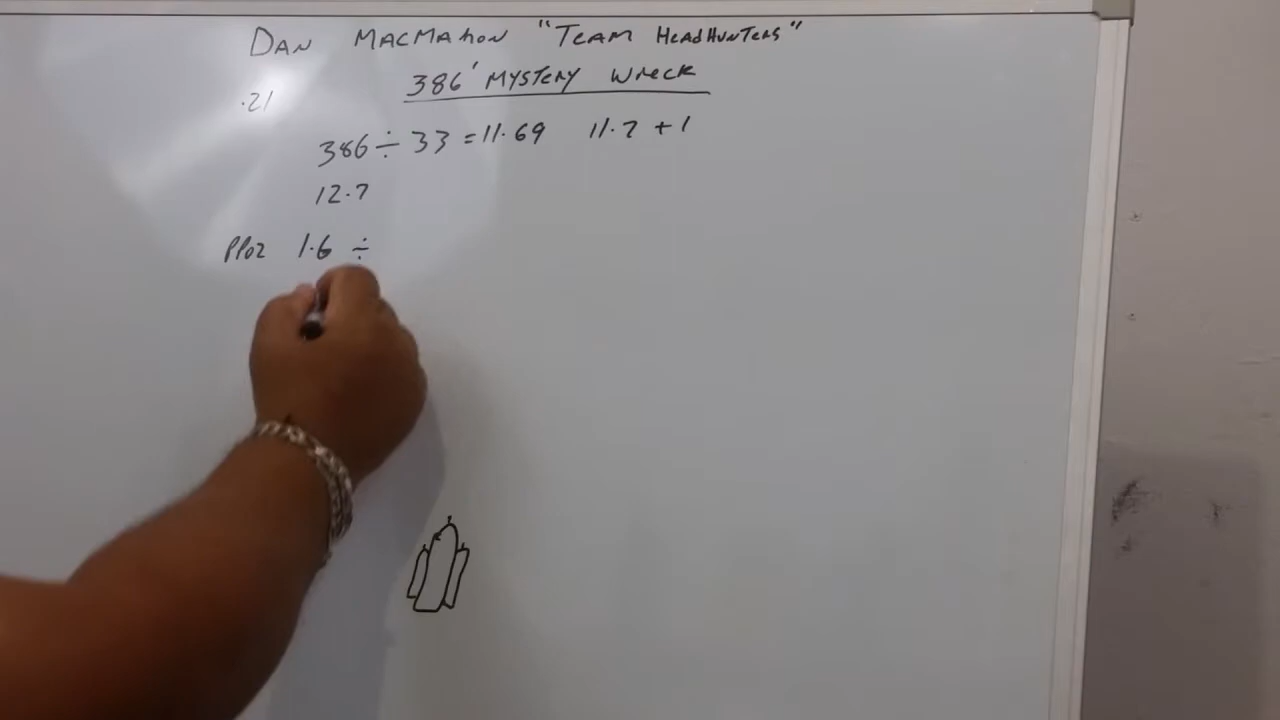 DAN MACMAHON "TEAM HEADHUNTERS"
386' MYSTERY WRECK
.21
386 ÷ 33 = 11.69 11.7 + 1
12.7
PPO2 1.6 ÷